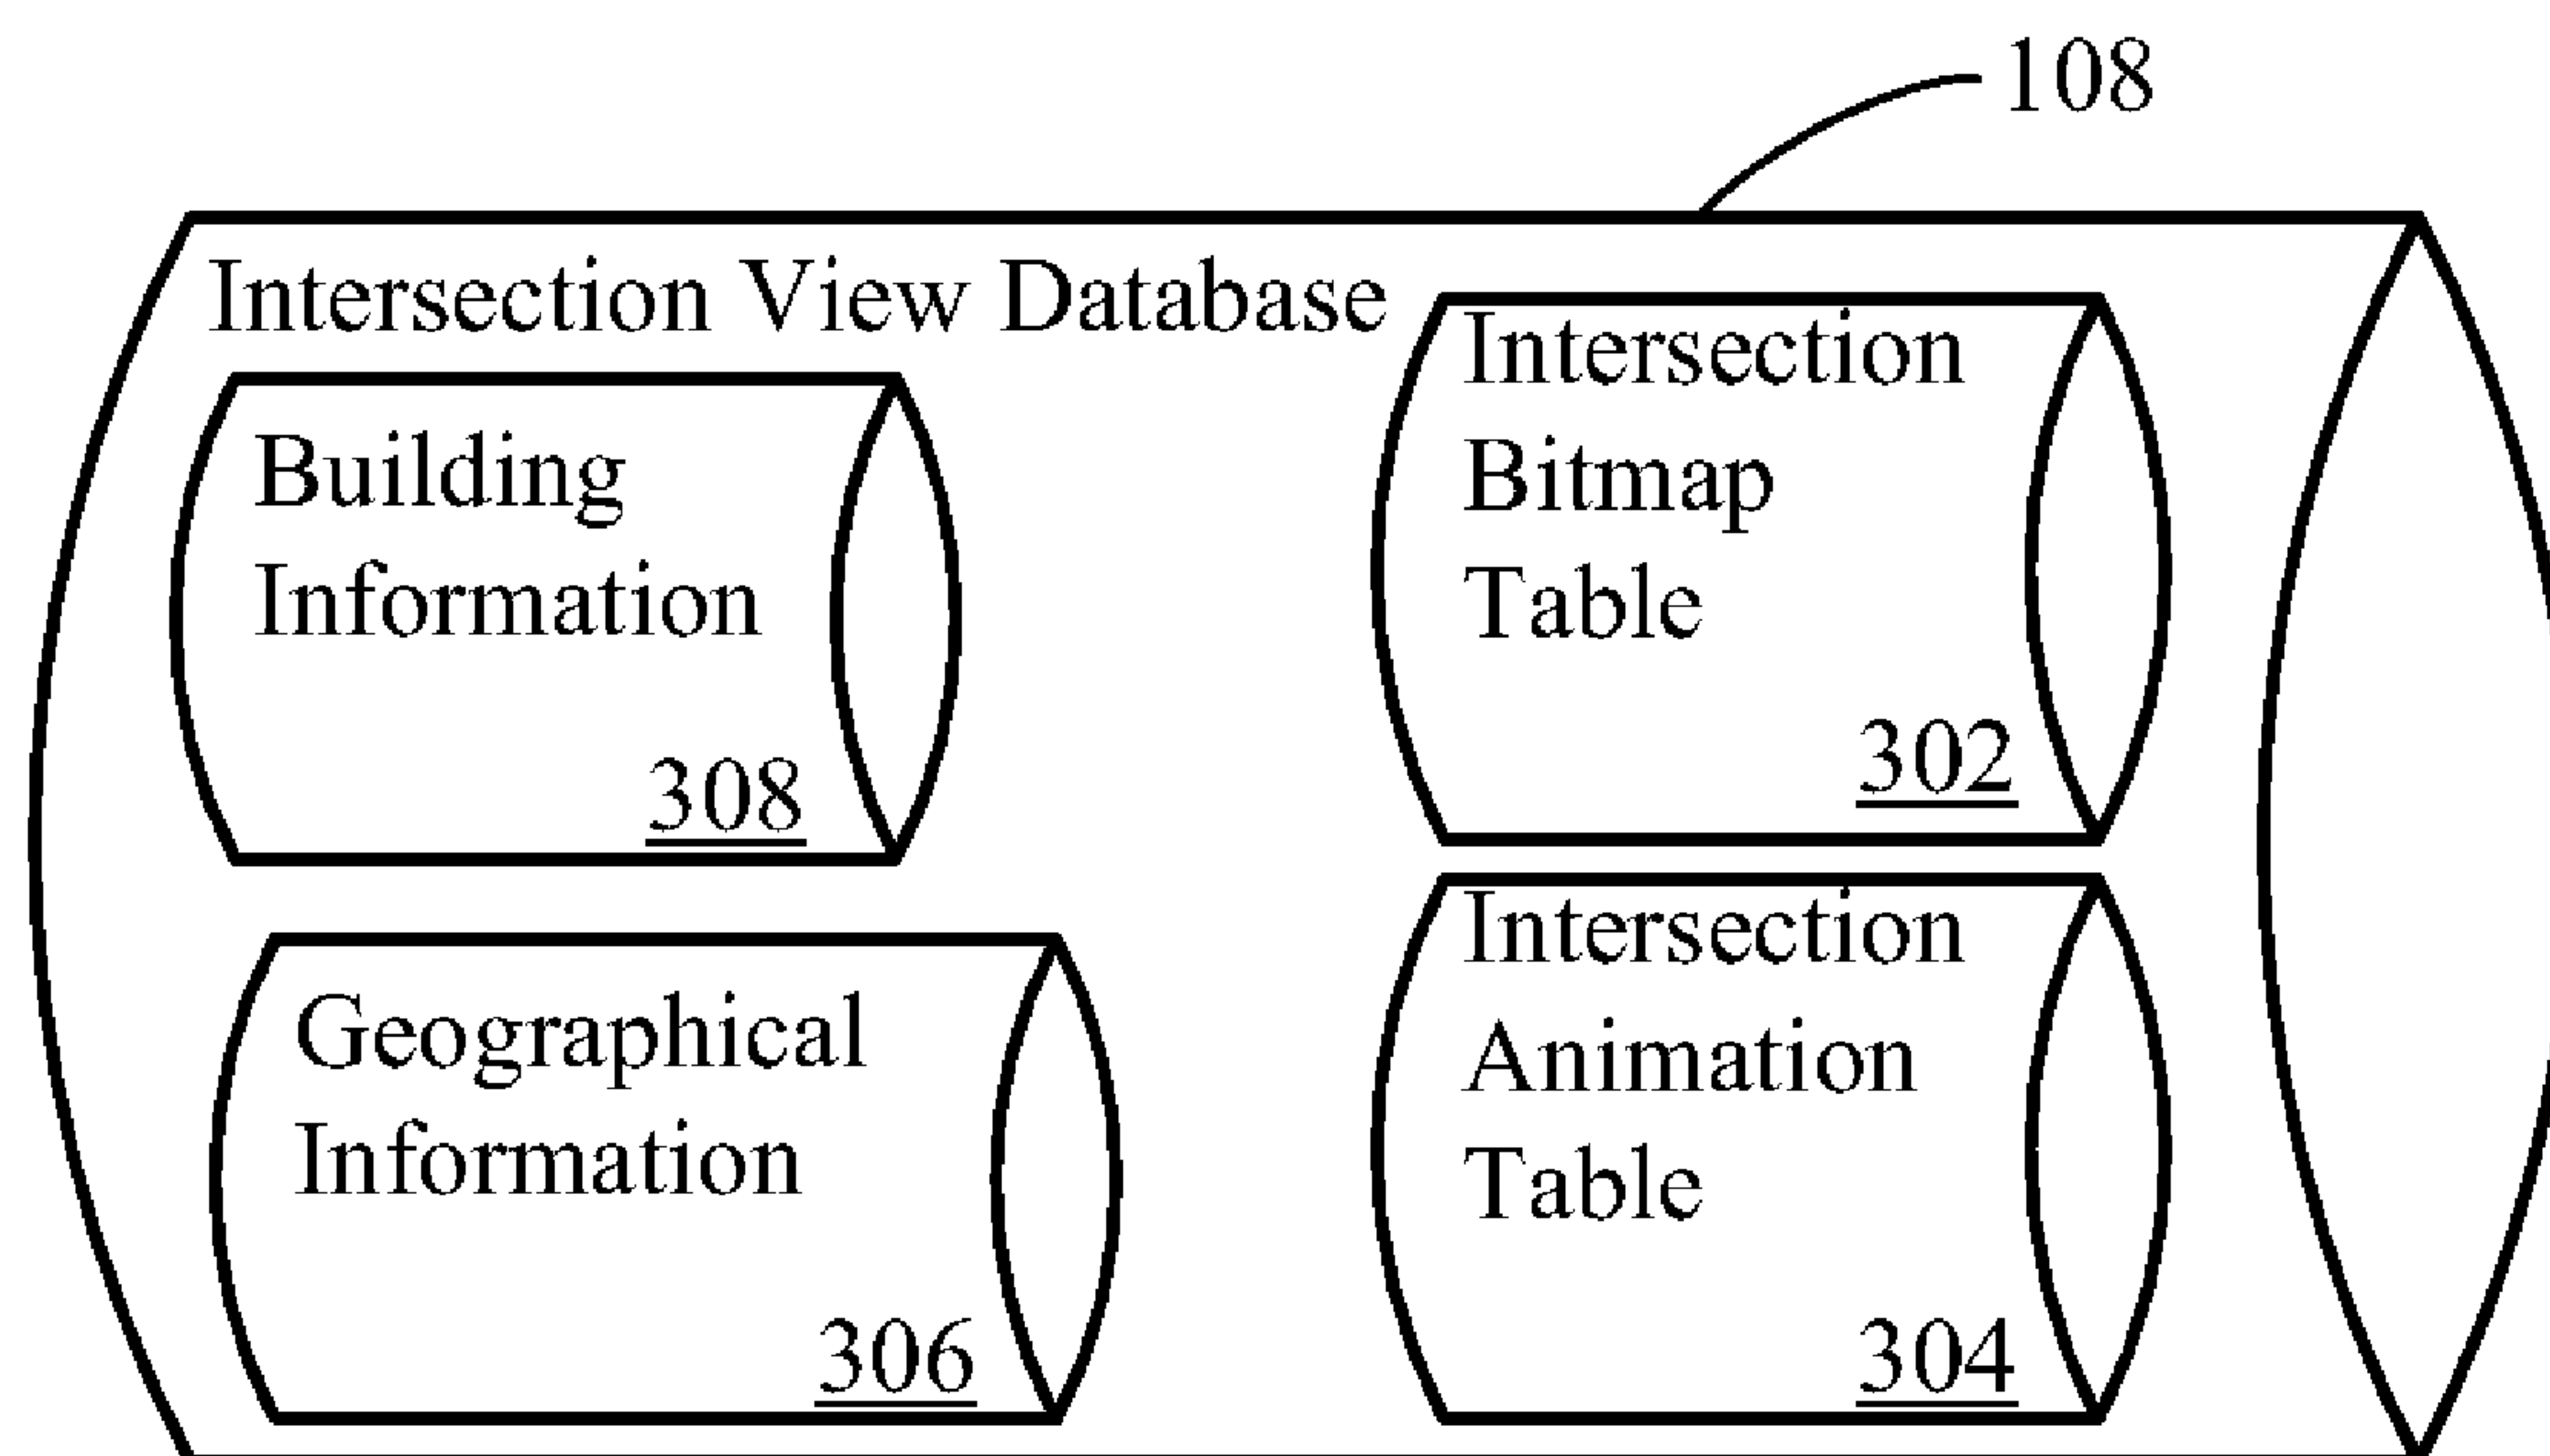 108
Intersection View Database
Building
Information
308
Intersection
Bitmap
Table
302
Geographical
Information
306
Intersection
Animation
Table
304